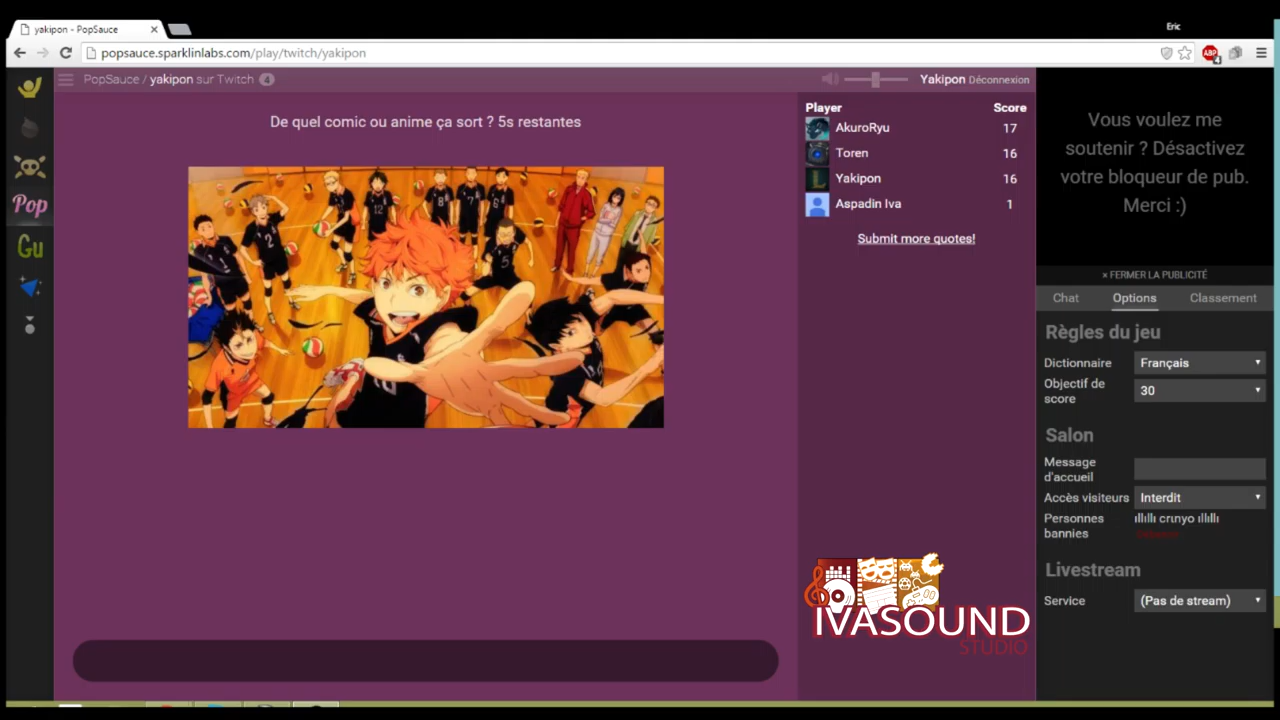 Eric
yakipon - PopSauce
popsauce.sparklinlabs.com/play/twitch/yakipon
ABP
PopSauce / yakipon sur Twitch 4
Yakipon Déconnexion
De quel comic ou anime ça sort ? 5s restantes
Player Score
AkuroRyu 17
Toren 16
Yakipon 16
Aspadin Iva 1
Submit more quotes!
Pop
Gu
Vous voulez me
soutenir ? Désactivez
votre bloqueur de pub.
Merci :)
× FERMER LA PUBLICITÉ
Chat Options Classement
Règles du jeu
Dictionnaire Français
Objectif de
score 30
Salon
Message
d'accueil
Accès visiteurs Interdit
Personnes
bannies
ıllıllı crunyo ıllıllı
Livestream
Service (Pas de stream)
IVASOUND
STUDIO